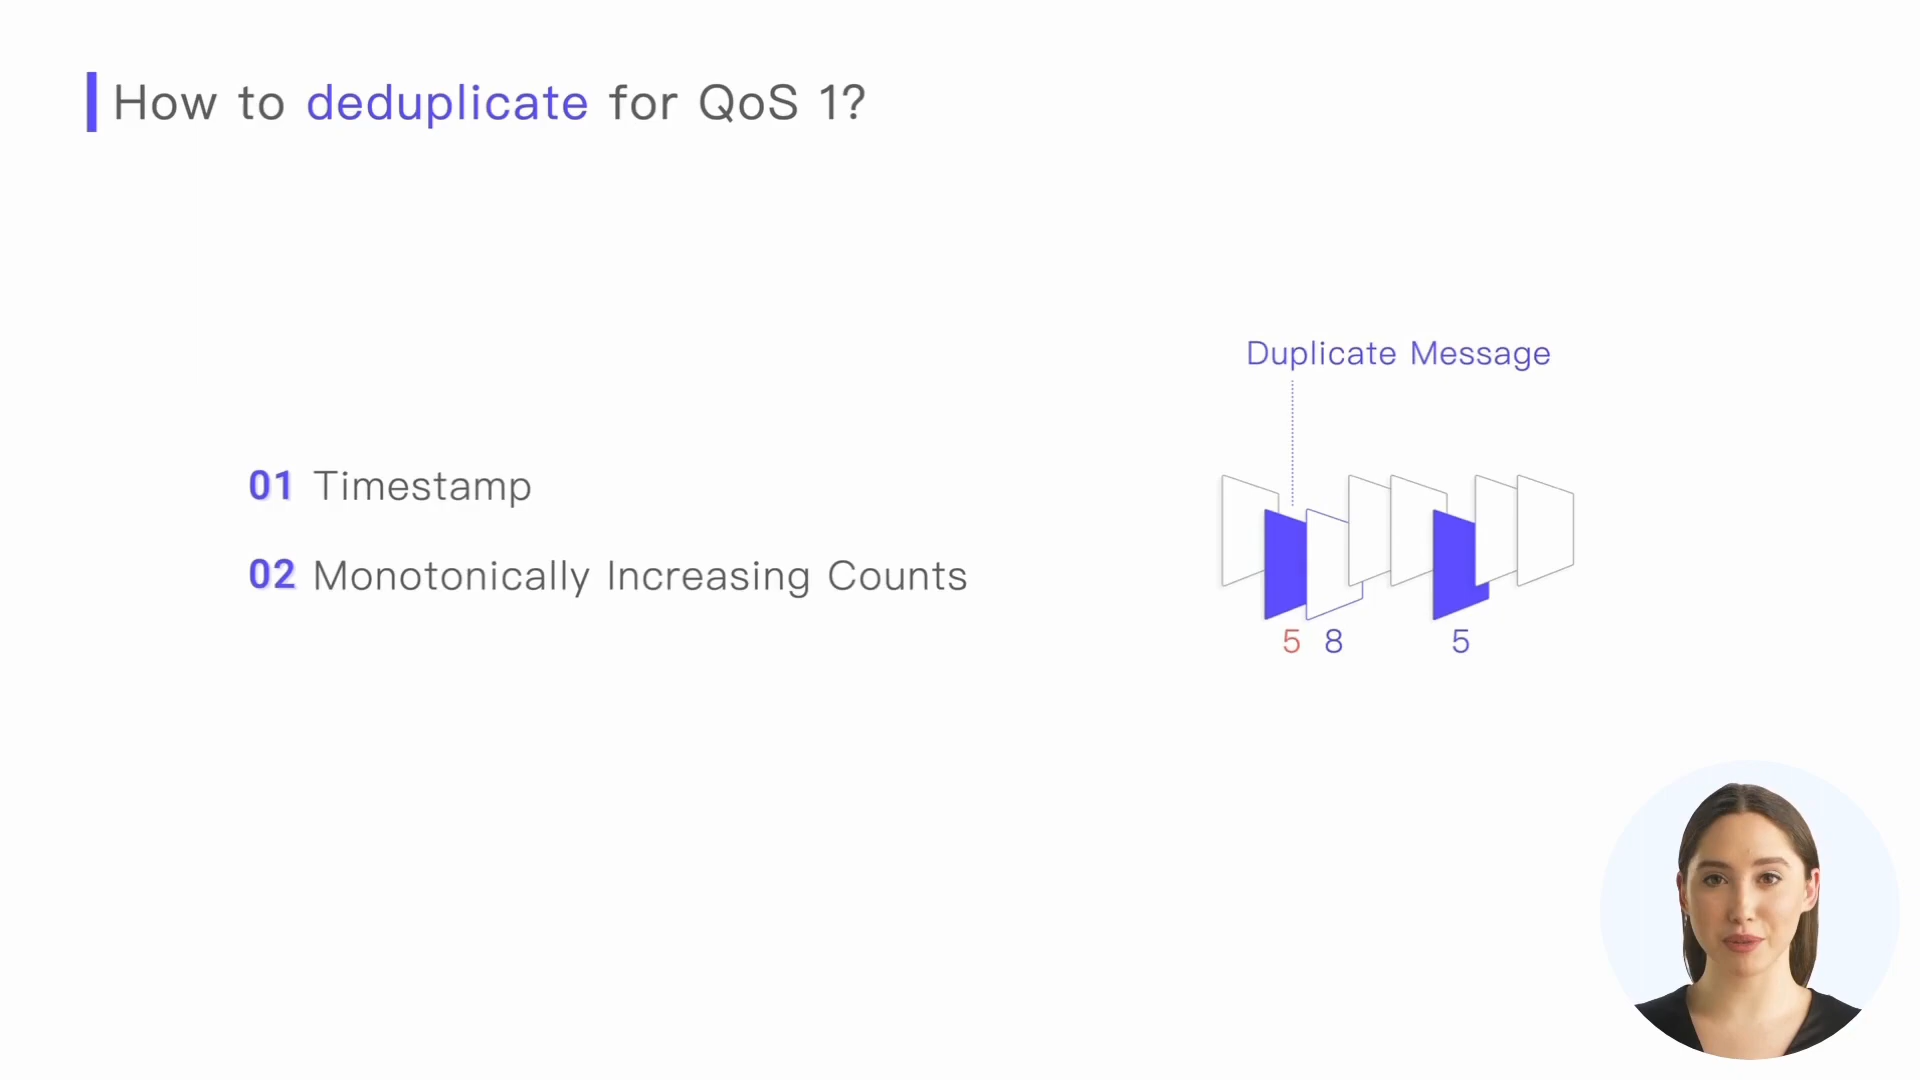 How to deduplicate for QoS 1?
Duplicate Message
01 Timestamp
02 Monotonically Increasing Counts
5 8 5